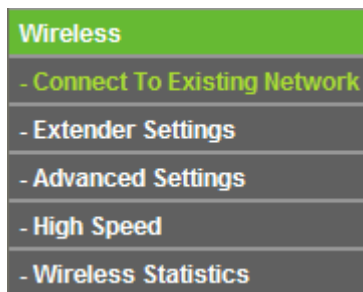 Wireless
- Connect To Existing Network
- Extender Settings
- Advanced Settings
- High Speed
- Wireless Statistics